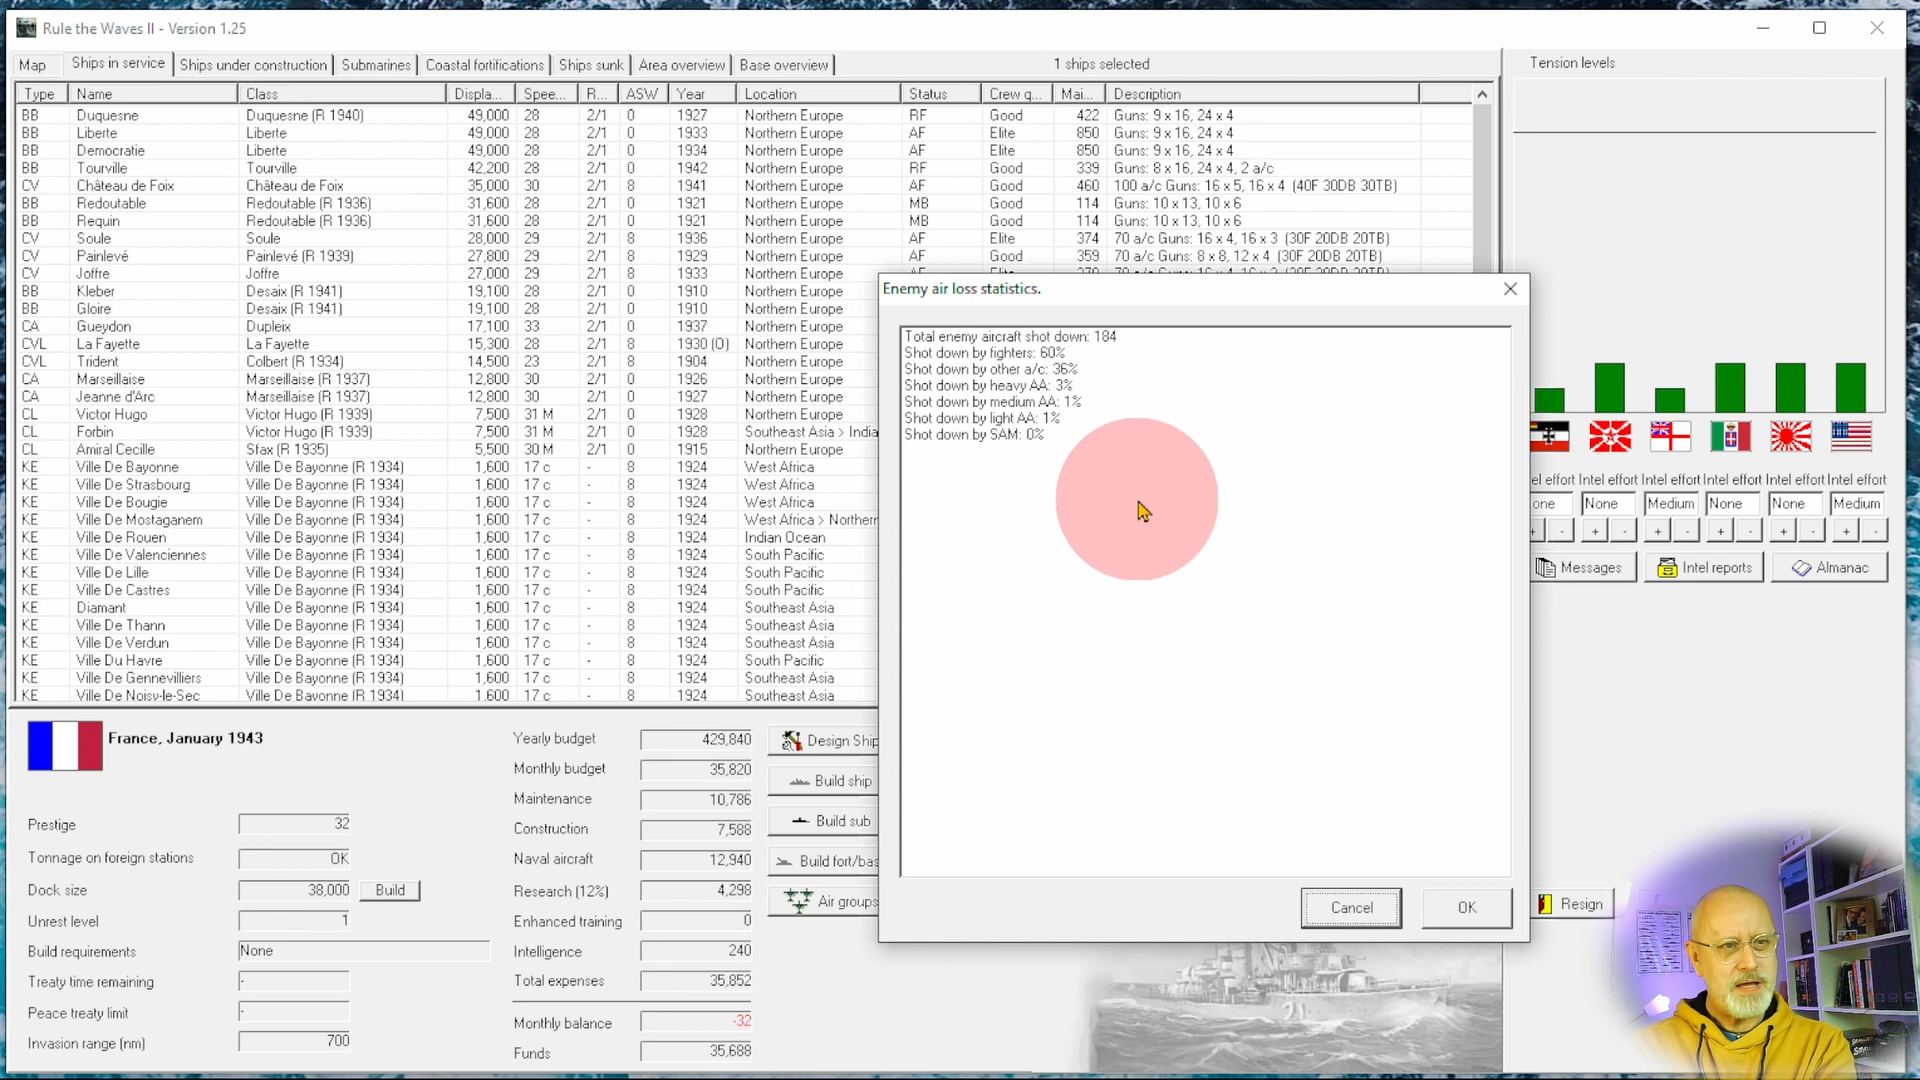 Rule the Waves II - Version 1.25
Map Ships in service Ships under construction Submarines Coastal fortifications Ships sunk Area overview Base overview 1 ships selected
Type Name Class Displa... Spee... R... ASW Year Location Status Crew q... Mai... Description
BB Duquesne Duquesne (R 1940) 49,000 28 2/1 0 1927 Northern Europe RF Good 422 Guns: 9 x 16, 24 x 4
BB Liberte Liberte 49,000 28 2/1 0 1933 Northern Europe AF Elite 850 Guns: 9 x 16, 24 x 4
BB Democratie Liberte 49,000 28 2/1 0 1934 Northern Europe AF Elite 850 Guns: 9 x 16, 24 x 4
BB Tourville Tourville 42,200 28 2/1 0 1942 Northern Europe RF Good 339 Guns: 8 x 16, 24 x 4, 2 a/c
CV Château de Foix Château de Foix 35,000 30 2/1 8 1941 Northern Europe AF Good 460 100 a/c Guns: 16 x 5, 16 x 4 (40F 30DB 30TB)
BB Redoutable Redoutable (R 1936) 31,600 28 2/1 0 1921 Northern Europe MB Good 114 Guns: 10 x 13, 10 x 6
BB Requin Redoutable (R 1936) 31,600 28 2/1 0 1921 Northern Europe MB Good 114 Guns: 10 x 13, 10 x 6
CV Soule Soule 28,000 29 2/1 8 1936 Northern Europe AF Elite 374 70 a/c Guns: 16 x 4, 16 x 3 (30F 20DB 20TB)
CV Painlevé Painlevé (R 1939) 27,800 29 2/1 8 1929 Northern Europe AF Good 359 70 a/c Guns: 8 x 8, 12 x 4 (30F 20DB 20TB)
CV Joffre Joffre 27,000 29 2/1 8 1933 Northern Europe
BB Kleber Desaix (R 1941) 19,100 28 2/1 0 1910 Northern Europe
BB Gloire Desaix (R 1941) 19,100 28 2/1 0 1910 Northern Europe
CA Gueydon Dupleix 17,100 33 2/1 0 1937 Northern Europe
CVL La Fayette La Fayette 15,300 28 2/1 8 1930 (O) Northern Europe
CVL Trident Colbert (R 1934) 14,500 23 2/1 8 1904 Northern Europe
CA Marseillaise Marseillaise (R 1937) 12,800 30 2/1 0 1926 Northern Europe
CA Jeanne d'Arc Marseillaise (R 1937) 12,800 30 2/1 0 1927 Northern Europe
CL Victor Hugo Victor Hugo (R 1939) 7,500 31 M 2/1 0 1928 Northern Europe
CL Forbin Victor Hugo (R 1939) 7,500 31 M 2/1 0 1928 Southeast Asia > India
CL Amiral Cecille Sfax (R 1935) 5,500 30 M 2/1 0 1915 Northern Europe
KE Ville De Bayonne Ville De Bayonne (R 1934) 1,600 17 c - 8 1924 West Africa
KE Ville De Strasbourg Ville De Bayonne (R 1934) 1,600 17 c - 8 1924 West Africa
KE Ville De Bougie Ville De Bayonne (R 1934) 1,600 17 c - 8 1924 West Africa
KE Ville De Mostaganem Ville De Bayonne (R 1934) 1,600 17 c - 8 1924 West Africa > Northern
KE Ville De Rouen Ville De Bayonne (R 1934) 1,600 17 c - 8 1924 Indian Ocean
KE Ville De Valenciennes Ville De Bayonne (R 1934) 1,600 17 c - 8 1924 South Pacific
KE Ville De Lille Ville De Bayonne (R 1934) 1,600 17 c - 8 1924 South Pacific
KE Ville De Castres Ville De Bayonne (R 1934) 1,600 17 c - 8 1924 South Pacific
KE Diamant Ville De Bayonne (R 1934) 1,600 17 c - 8 1924 Southeast Asia
KE Ville De Thann Ville De Bayonne (R 1934) 1,600 17 c - 8 1924 Southeast Asia
KE Ville De Verdun Ville De Bayonne (R 1934) 1,600 17 c - 8 1924 Southeast Asia
KE Ville Du Havre Ville De Bayonne (R 1934) 1,600 17 c - 8 1924 South Pacific
KE Ville De Gennevilliers Ville De Bayonne (R 1934) 1,600 17 c - 8 1924 Southeast Asia
KE Ville De Noisy-le-Sec Ville De Bayonne (R 1934) 1,600 17 c - 8 1924 Southeast Asia
Enemy air loss statistics.
Total enemy aircraft shot down: 184
Shot down by fighters: 60%
Shot down by other a/c: 36%
Shot down by heavy AA: 3%
Shot down by medium AA: 1%
Shot down by light AA: 1%
Shot down by SAM: 0%
Cancel OK
Tension levels
el effort Intel effort Intel effort Intel effort Intel effort Intel effort
one None Medium None None Medium
+ - + - + - + - + - + -
Messages Intel reports Almanac
Resign
France, January 1943
Prestige 32
Tonnage on foreign stations OK
Dock size 38,000 Build
Unrest level 1
Build requirements None
Treaty time remaining -
Peace treaty limit -
Invasion range (nm) 700
Yearly budget 429,840
Monthly budget 35,820
Maintenance 10,786
Construction 7,588
Naval aircraft 12,940
Research (12%) 4,298
Enhanced training 0
Intelligence 240
Total expenses 35,852
Monthly balance -32
Funds 35,688
Design Ship
Build ship
Build sub
Build fort/bas
Air groups